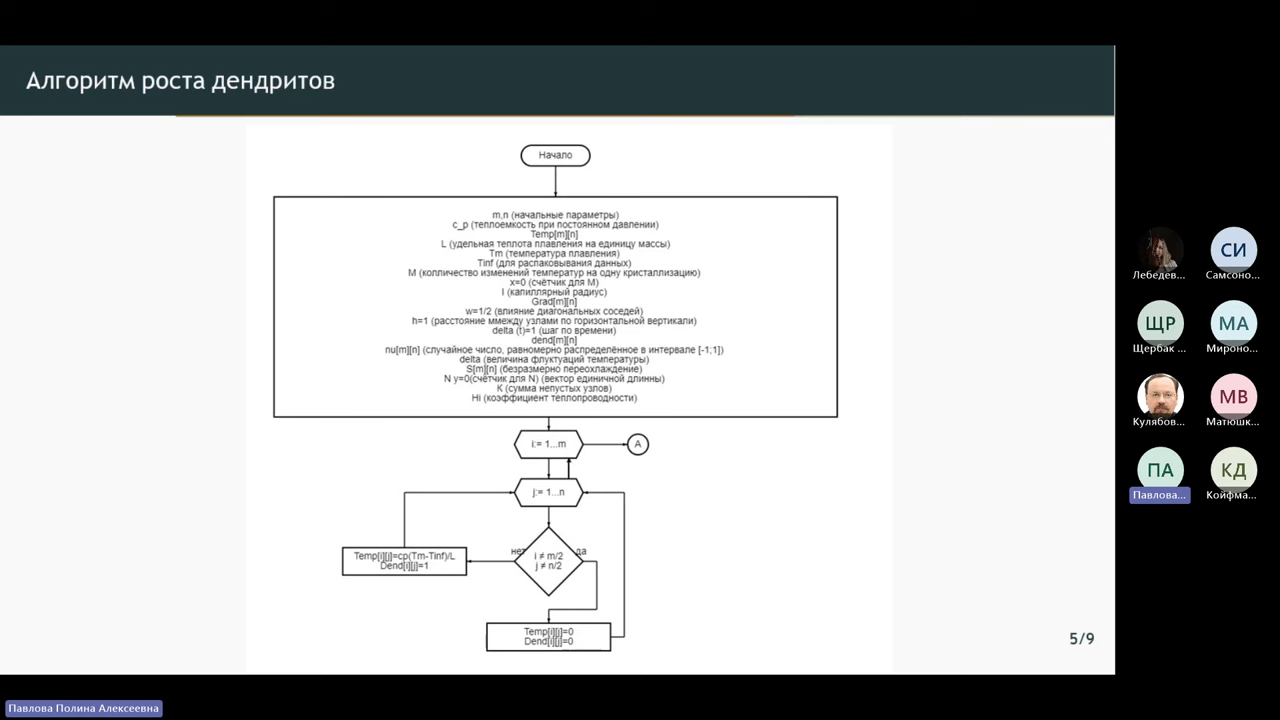 Алгоритм роста дендритов
Начало
m,n (начальные параметры)
c_p (теплоемкость при постоянном давлении)
Temp[m][n]
L (удельная теплота плавления на единицу массы)
Tm (температура плавления)
Tinf (для распаковывания данных)
M (колличество изменений температур на одну кристаллизацию)
x=0 (счётчик для M)
l (капиллярный радиус)
Grad[m][n]
w=1/2 (влияние диагональных соседей)
h=1 (расстояние ммежду узлами по горизонтальной вертикали)
delta (t)=1 (шаг по времени)
dend[m][n]
nu[m][n] (случайное число, равномерно распределённое в интервале [-1;1])
delta (величина флуктуаций температуры)
S[m][n] (безразмерно переохлаждение)
N y=0(счётчик для N) (вектор единичной длинны)
К (сумма непустых узлов)
Hi (коэффициент теплопроводности)
i:= 1...m
A
j:= 1...n
нет
да
i ≠ m/2
j ≠ n/2
Temp[i][j]=cp(Tm-Tinf)/L
Dend[i][j]=1
Temp[i][j]=0
Dend[i][j]=0
5/9
Лебедев...
СИ
Самсоно...
ЩР
Щербак ...
МА
Мироно...
Кулябов...
МВ
Матюшк...
ПА
Павлова...
КД
Койфма...
Павлова Полина Алексеевна